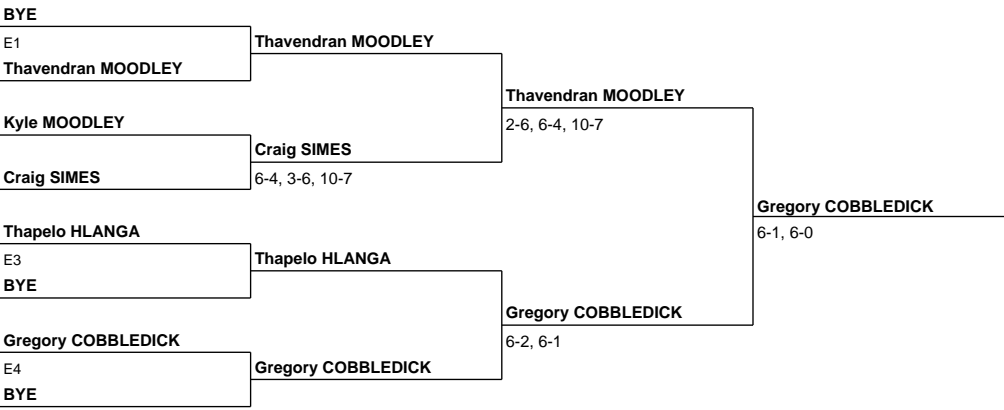 BYE
E1
Thavendran MOODLEY
Thavendran MOODLEY
Kyle MOODLEY
Craig SIMES
Craig SIMES
6-4, 3-6, 10-7
Thavendran MOODLEY
2-6, 6-4, 10-7
Thapelo HLANGA
E3
BYE
Thapelo HLANGA
Gregory COBBLEDICK
E4
BYE
Gregory COBBLEDICK
Gregory COBBLEDICK
6-2, 6-1
Gregory COBBLEDICK
6-1, 6-0